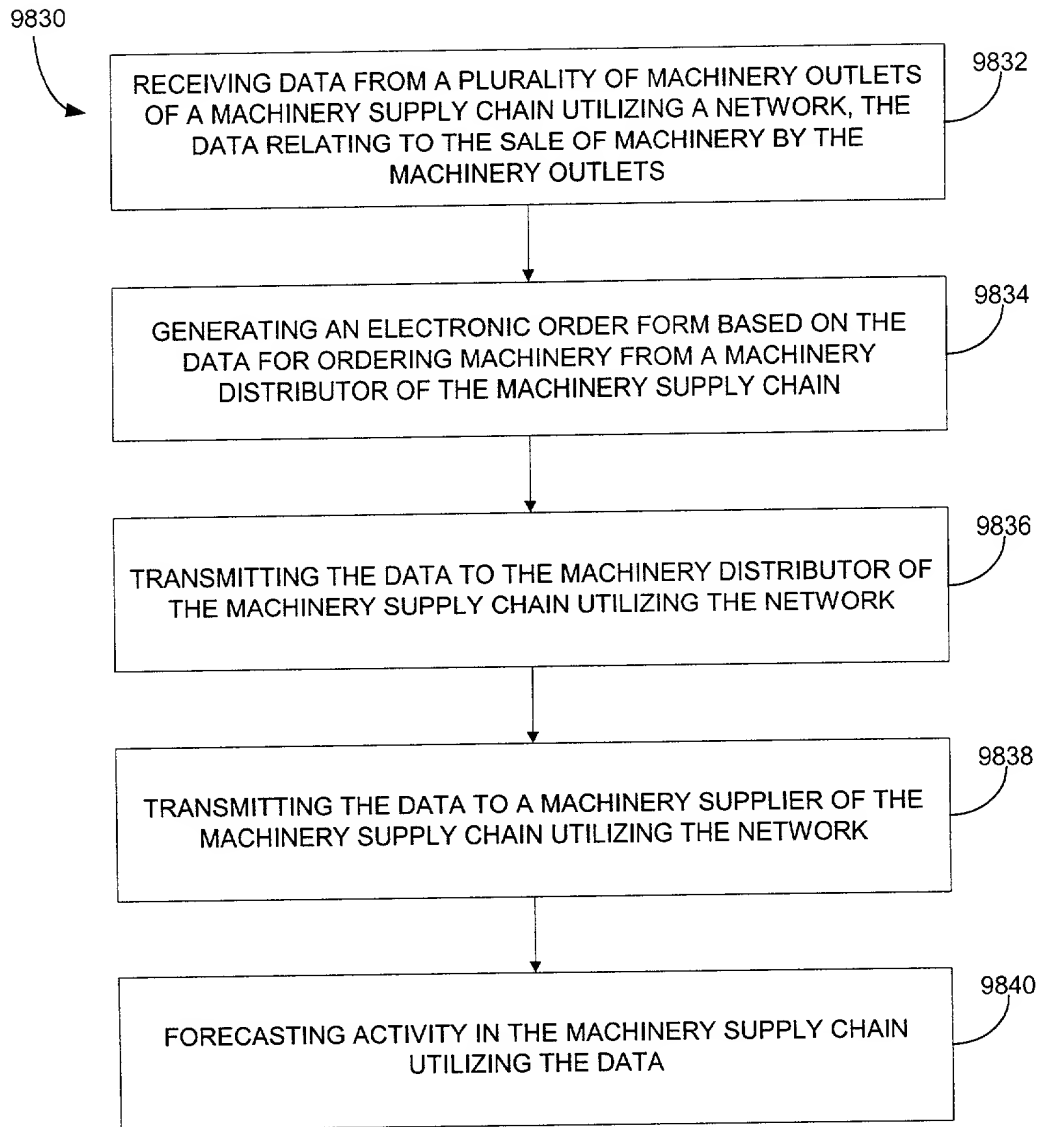 9830
RECEIVING DATA FROM A PLURALITY OF MACHINERY OUTLETS
OF A MACHINERY SUPPLY CHAIN UTILIZING A NETWORK, THE
DATA RELATING TO THE SALE OF MACHINERY BY THE
MACHINERY OUTLETS
9832
GENERATING AN ELECTRONIC ORDER FORM BASED ON THE
DATA FOR ORDERING MACHINERY FROM A MACHINERY
DISTRIBUTOR OF THE MACHINERY SUPPLY CHAIN
9834
TRANSMITTING THE DATA TO THE MACHINERY DISTRIBUTOR OF
THE MACHINERY SUPPLY CHAIN UTILIZING THE NETWORK
9836
TRANSMITTING THE DATA TO A MACHINERY SUPPLIER OF THE
MACHINERY SUPPLY CHAIN UTILIZING THE NETWORK
9838
FORECASTING ACTIVITY IN THE MACHINERY SUPPLY CHAIN
UTILIZING THE DATA
9840